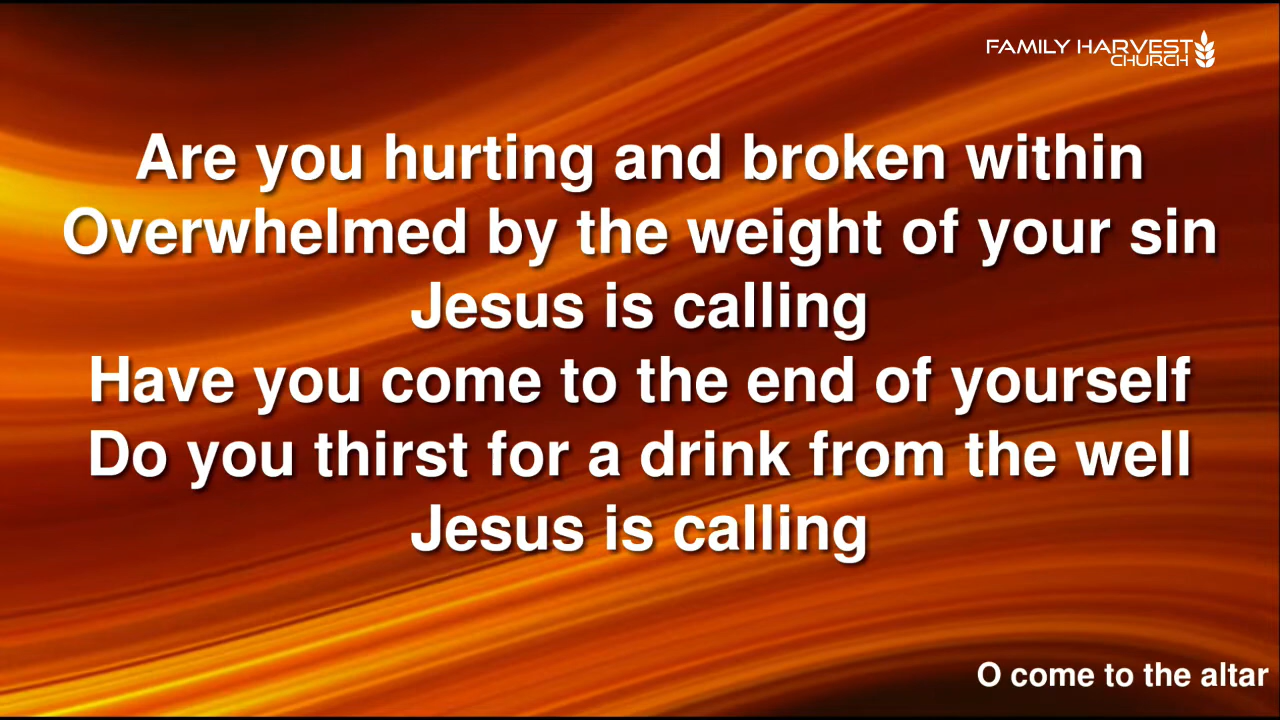 FAMILY HARVEST
CHURCH
Are you hurting and broken within
Overwhelmed by the weight of your sin
Jesus is calling
Have you come to the end of yourself
Do you thirst for a drink from the well
Jesus is calling
O come to the altar